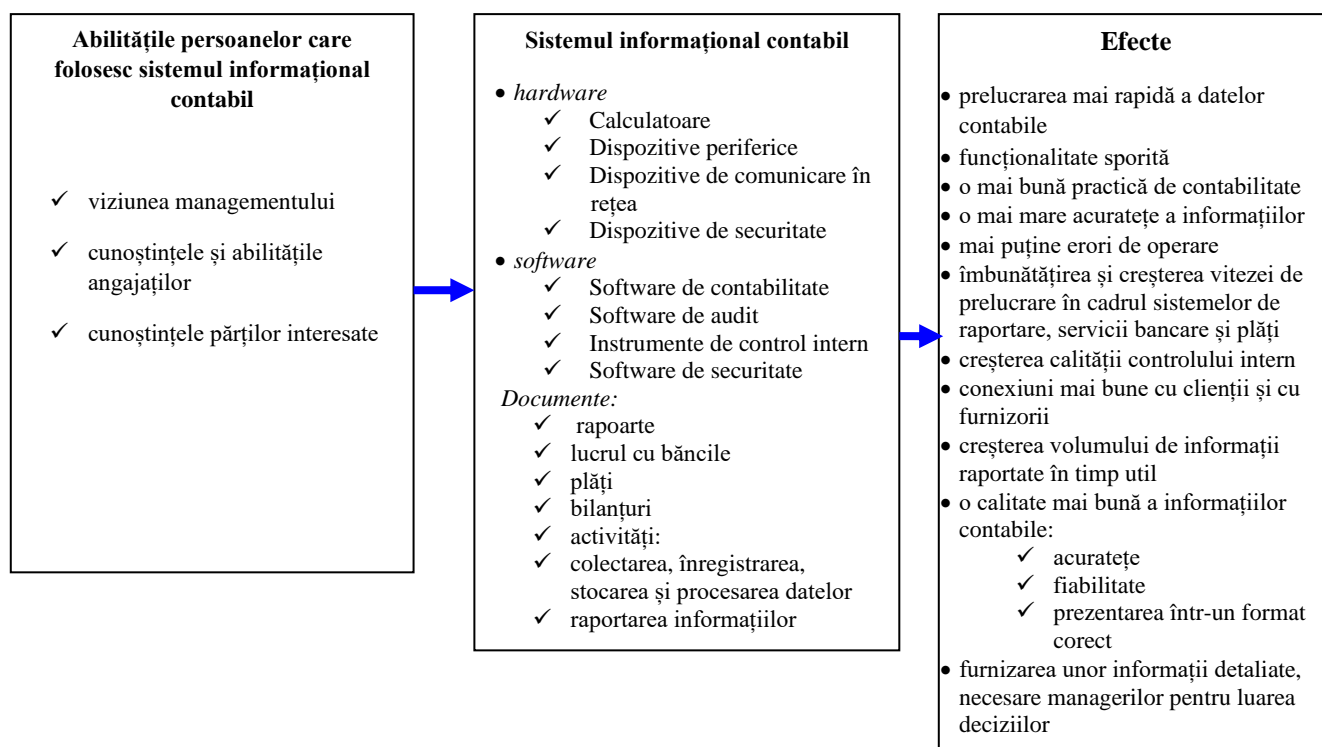 Abilitățile persoanelor care
folosesc sistemul informațional
contabil
✓ viziunea managementului
✓ cunoștințele și abilitățile
angajaților
✓ cunoștințele părților interesate
Sistemul informațional contabil
• hardware
✓ Calculatoare
✓ Dispozitive periferice
✓ Dispozitive de comunicare în
rețea
✓ Dispozitive de securitate
• software
✓ Software de contabilitate
✓ Software de audit
✓ Instrumente de control intern
✓ Software de securitate
Documente:
✓ rapoarte
✓ lucrul cu băncile
✓ plăți
✓ bilanțuri
✓ activități:
✓ colectarea, înregistrarea,
stocarea și procesarea datelor
✓ raportarea informațiilor
Efecte
• prelucrarea mai rapidă a datelor
contabile
• funcționalitate sporită
• o mai bună practică de contabilitate
• o mai mare acuratețe a informațiilor
• mai puține erori de operare
• îmbunătățirea și creșterea vitezei de
prelucrare în cadrul sistemelor de
raportare, servicii bancare și plăți
• creșterea calității controlului intern
• conexiuni mai bune cu clienții și cu
furnizorii
• creșterea volumului de informații
raportate în timp util
• o calitate mai bună a informațiilor
contabile:
✓ acuratețe
✓ fiabilitate
✓ prezentarea într-un format
corect
• furnizarea unor informații detaliate,
necesare managerilor pentru luarea
deciziilor